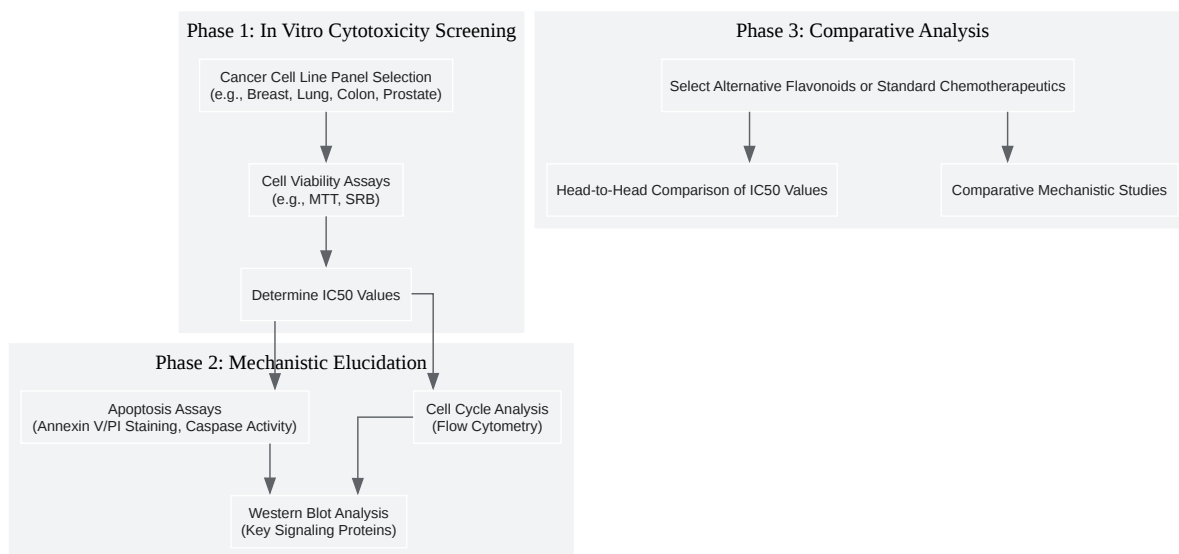 Phase 1: In Vitro Cytotoxicity Screening
Cancer Cell Line Panel Selection
(e.g., Breast, Lung, Colon, Prostate)
Cell Viability Assays
(e.g., MTT, SRB)
Determine IC50 Values
Phase 2: Mechanistic Elucidation
Apoptosis Assays
(Annexin V/PI Staining, Caspase Activity)
Cell Cycle Analysis
(Flow Cytometry)
Western Blot Analysis
(Key Signaling Proteins)
Phase 3: Comparative Analysis
Select Alternative Flavonoids or Standard Chemotherapeutics
Head-to-Head Comparison of IC50 Values
Comparative Mechanistic Studies